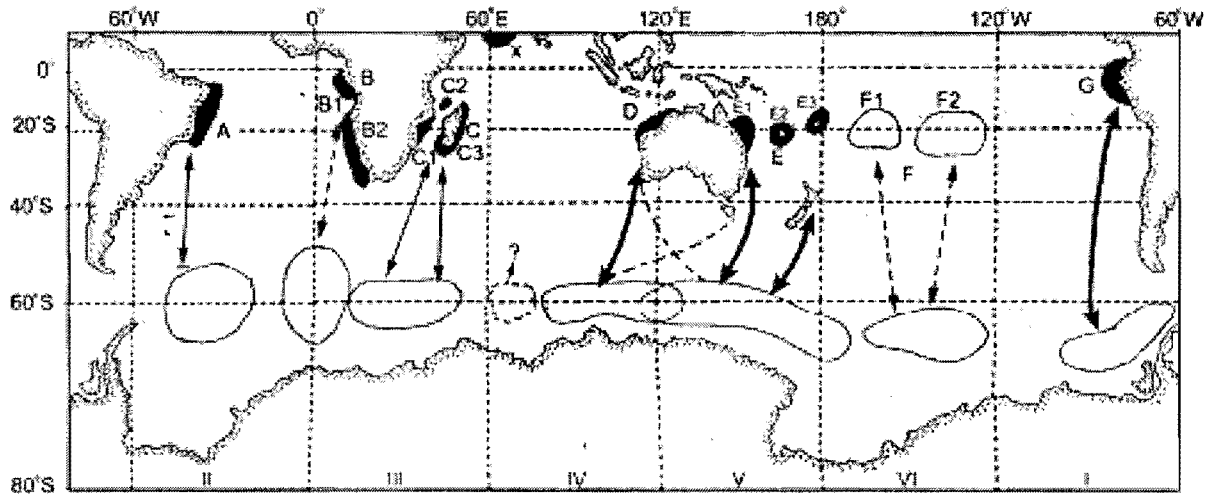 60°W 0° 60°E 120°E 180° 120°W 60°W
X
0° B C2 G
B1 D E1 E3 F1 F2
20°S A B2 C E2
C1 C3 E F
40°S
?
60°S
80°S II III IV V VI I